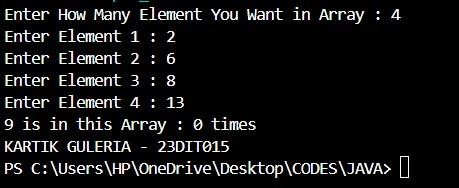 Enter How Many Element You Want in Array : 4
Enter Element 1 : 2
Enter Element 2 : 6
Enter Element 3 : 8
Enter Element 4 : 13
9 is in this Array : 0 times
KARTIK GULERIA - 23DIT015
PS C:\Users\HP\OneDrive\Desktop\CODES\JAVA>